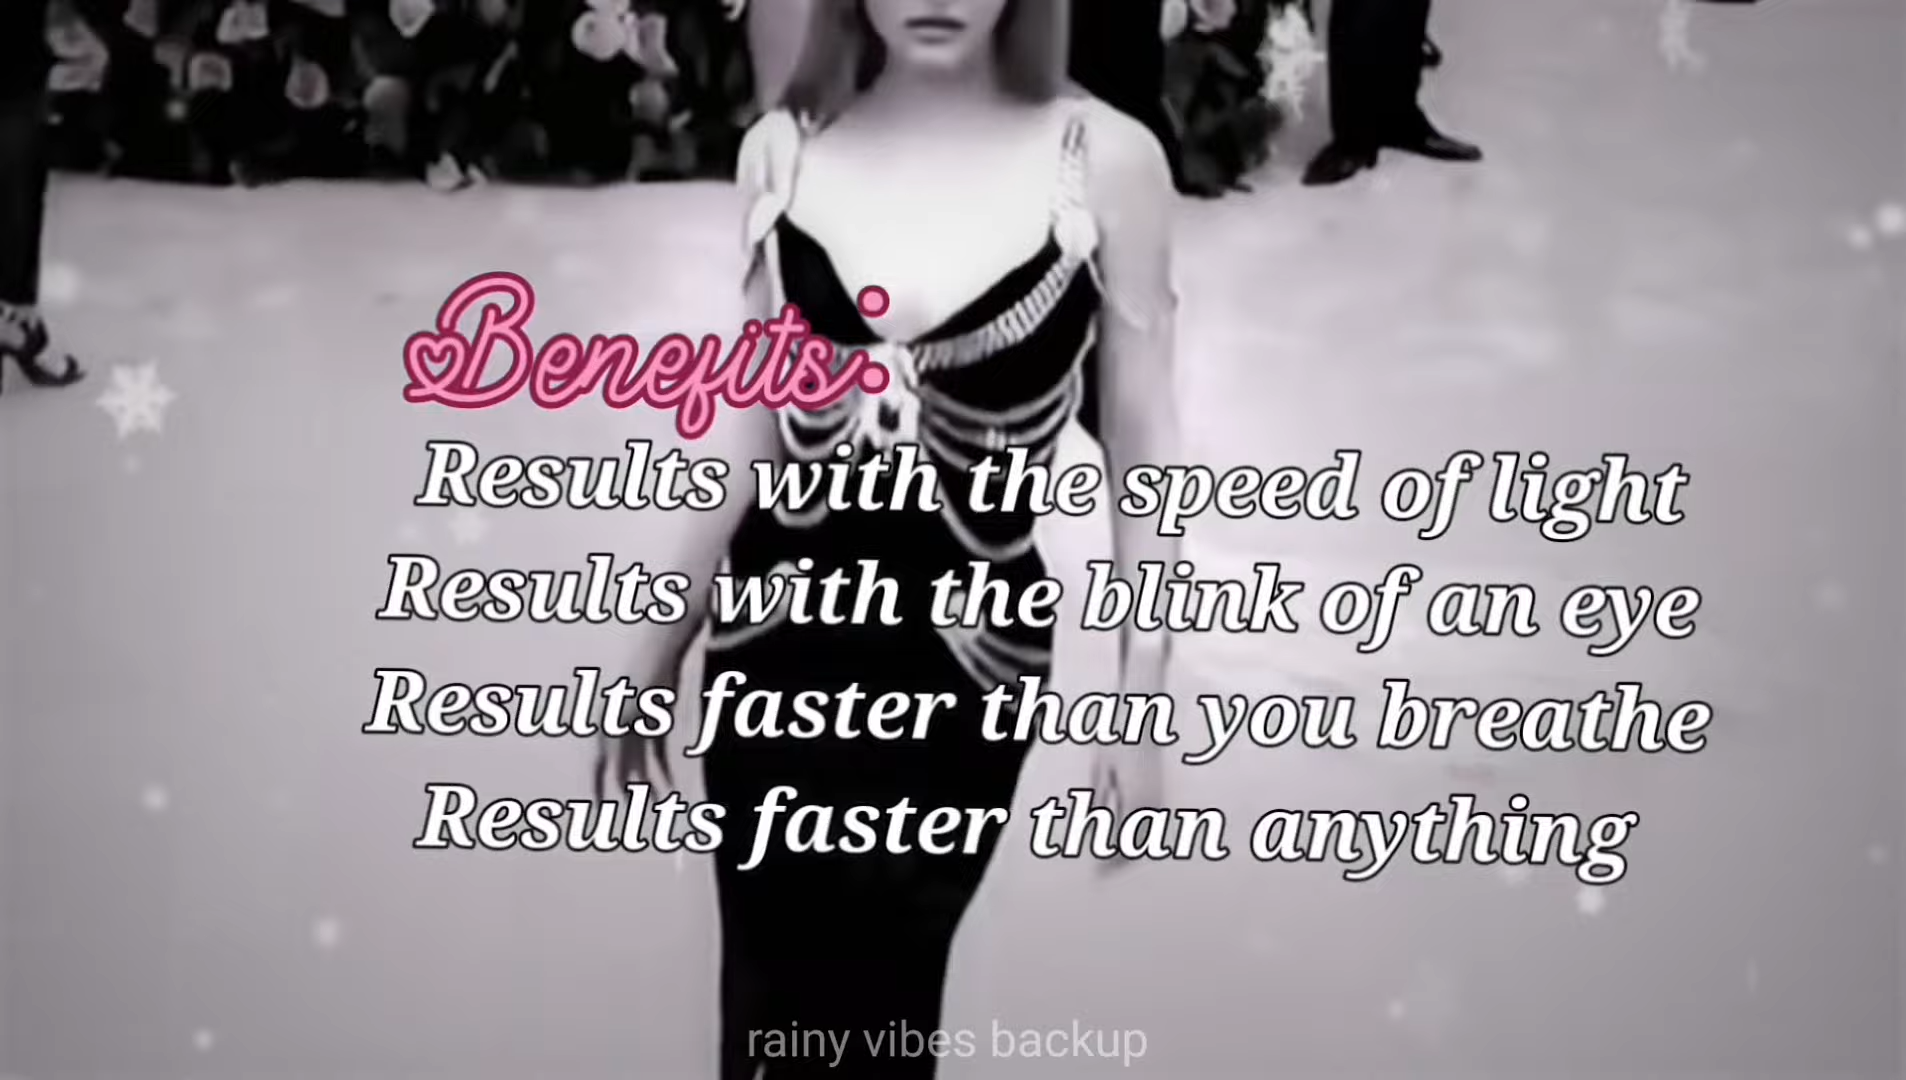 Benefits:
Results with the speed of light
Results with the blink of an eye
Results faster than you breathe
Results faster than anything
rainy vibes backup